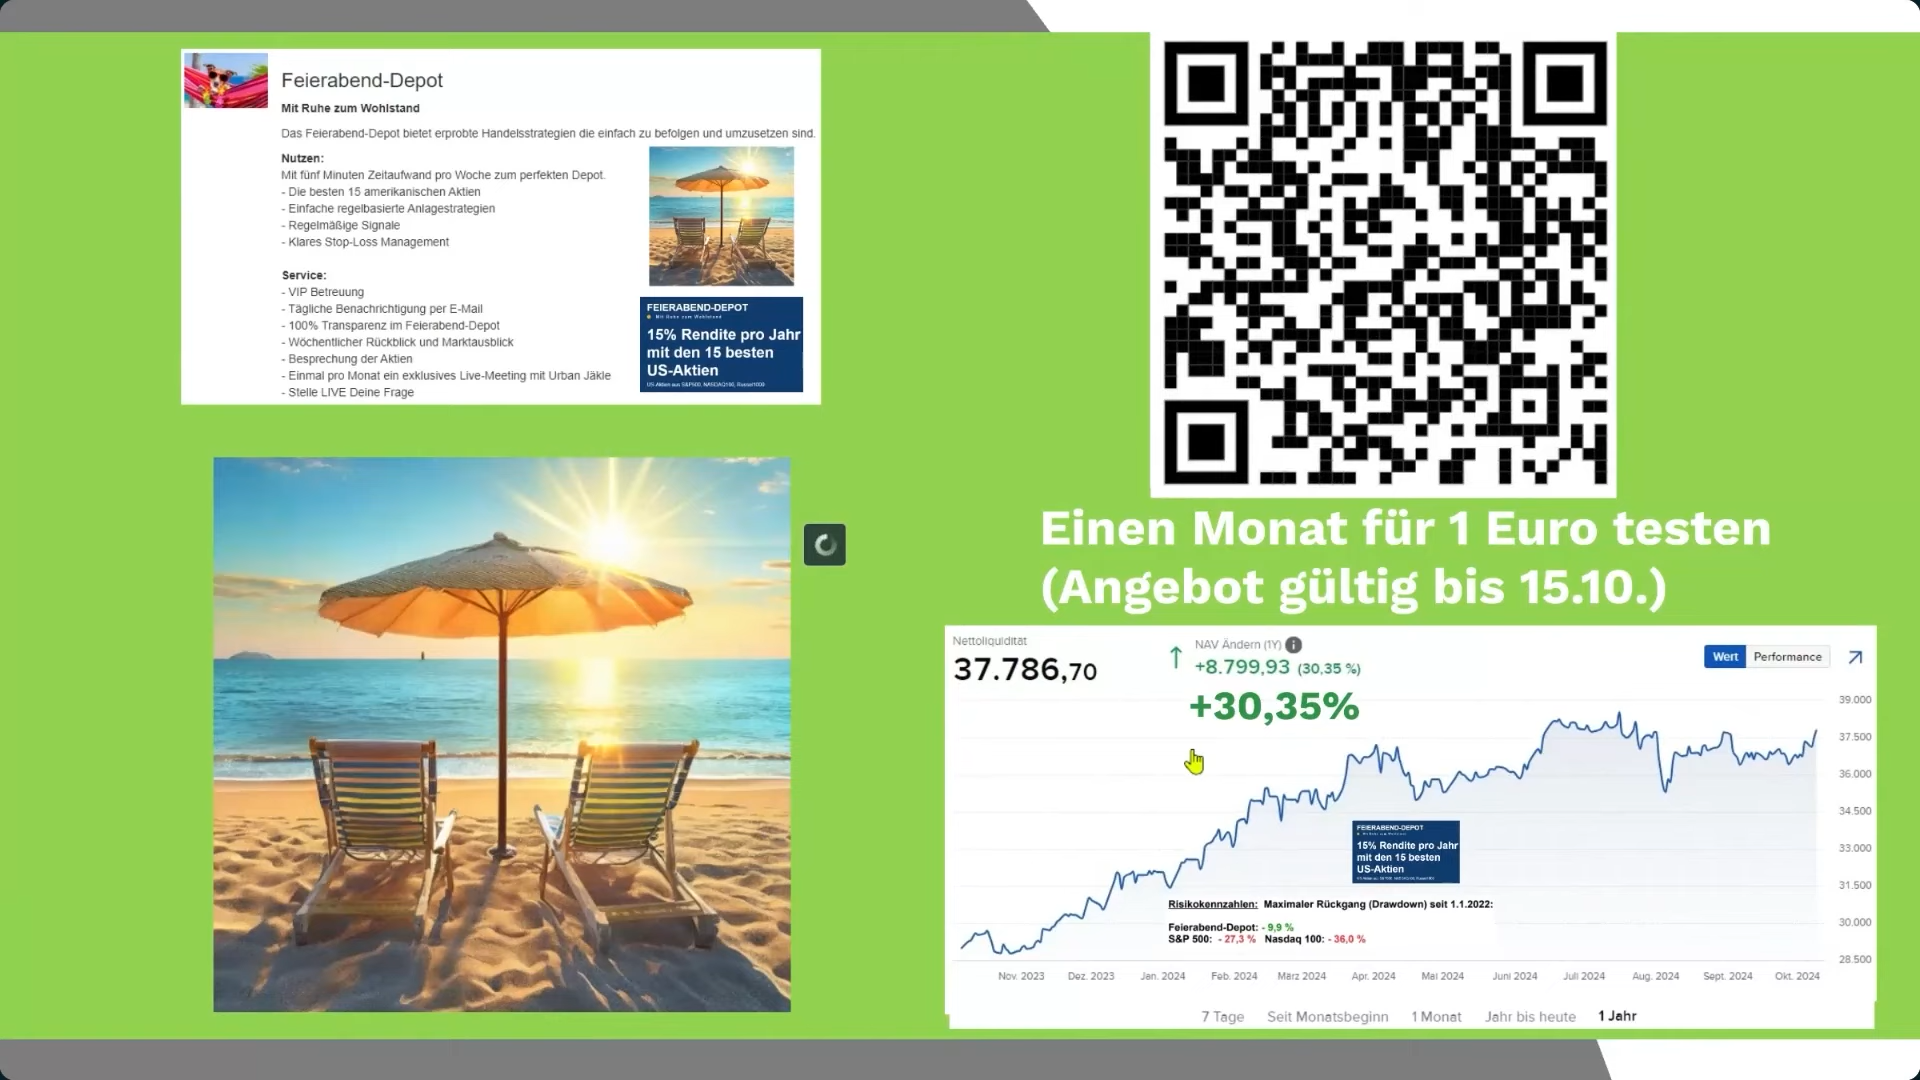 Feierabend-Depot
Mit Ruhe zum Wohlstand
Das Feierabend-Depot bietet erprobte Handelsstrategien die einfach zu befolgen und umzusetzen sind.
Nutzen:
Mit fünf Minuten Zeitaufwand pro Woche zum perfekten Depot.
- Die besten 15 amerikanischen Aktien
- Einfache regelbasierte Anlagestrategien
- Regelmäßige Signale
- Klares Stop-Loss Management
Service:
- VIP Betreuung
- Tägliche Benachrichtigung per E-Mail
- 100% Transparenz im Feierabend-Depot
- Wöchentlicher Rückblick und Marktausblick
- Besprechung der Aktien
- Einmal pro Monat ein exklusives Live-Meeting mit Urban Jäkle
- Stelle LIVE Deine Frage
FEIERABEND-DEPOT
Mit Ruhe zum Wohlstand
15% Rendite pro Jahr
mit den 15 besten
US-Aktien
Einen Monat für 1 Euro testen
(Angebot gültig bis 15.10.)
Nettoliquidität
37.786,70
NAV Ändern (1Y)
+8.799,93 (30,35 %)
+30,35%
Wert Performance
39.000
37.500
36.000
34.500
33.000
31.500
30.000
28.500
FEIERABEND-DEPOT
15% Rendite pro Jahr
mit den 15 besten
US-Aktien
Risikokennzahlen: Maximaler Rückgang (Drawdown) seit 1.1.2022:
Feierabend-Depot: - 9,9 %
S&P 500: - 27,3 % Nasdaq 100: - 36,0 %
Nov. 2023 Dez. 2023 Jan. 2024 Feb. 2024 März 2024 Apr. 2024 Mai 2024 Juni 2024 Juli 2024 Aug. 2024 Sept. 2024 Okt. 2024
7 Tage Seit Monatsbeginn 1 Monat Jahr bis heute 1 Jahr